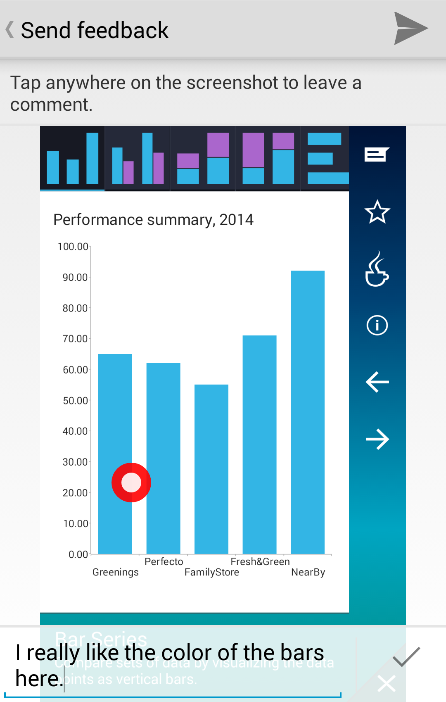 Send feedback
Tap anywhere on the screenshot to leave a
comment.
Performance summary, 2014
100.00
90.00
80.00
70.00
60.00
50.00
40.00
30.00
20.00
10.00
0.00
Perfecto Fresh&Green
Greenings FamilyStore NearBy
Bar Series
I really like the color of the bars
Compare sets of data by visualizing the data
here.
points as vertical bars.